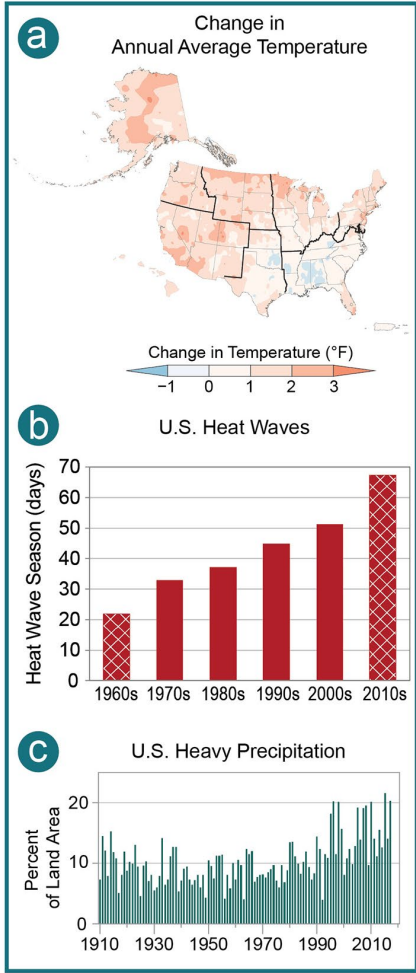 a
Change in
Annual Average Temperature
Change in Temperature (°F)
−1 0 1 2 3
b
U.S. Heat Waves
Heat Wave Season (days)
70
60
50
40
30
20
10
0
1960s 1970s 1980s 1990s 2000s 2010s
c
U.S. Heavy Precipitation
Percent
of Land Area
20
10
0
1910 1930 1950 1970 1990 2010